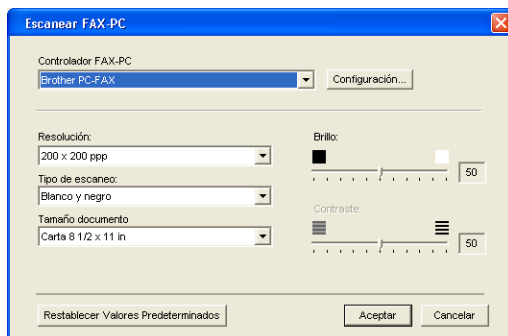 Escanear FAX-PC
Controlador FAX-PC
Brother PC-FAX
Configuración...
Resolución:
200 x 200 ppp
Tipo de escaneo:
Blanco y negro
Tamaño documento
Carta 8 1/2 x 11 in
Brillo:
50
Contraste:
50
Restablecer Valores Predeterminados
Aceptar
Cancelar